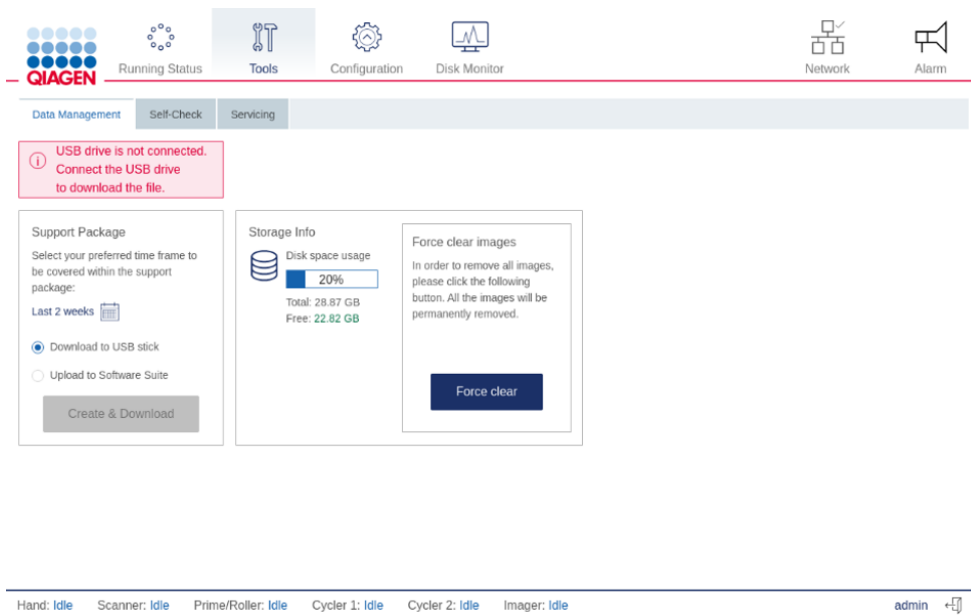 QIAGEN
Running Status
Tools
Configuration
Disk Monitor
Network
Alarm
Data Management
Self-Check
Servicing
USB drive is not connected.
Connect the USB drive
to download the file.
Support Package
Select your preferred time frame to
be covered within the support
package:
Last 2 weeks
Download to USB stick
Upload to Software Suite
Create & Download
Storage Info
Disk space usage
20%
Total: 28.87 GB
Free: 22.82 GB
Force clear images
In order to remove all images,
please click the following
button. All the images will be
permanently removed.
Force clear
Hand: Idle
Scanner: Idle
Prime/Roller: Idle
Cycler 1: Idle
Cycler 2: Idle
Imager: Idle
admin